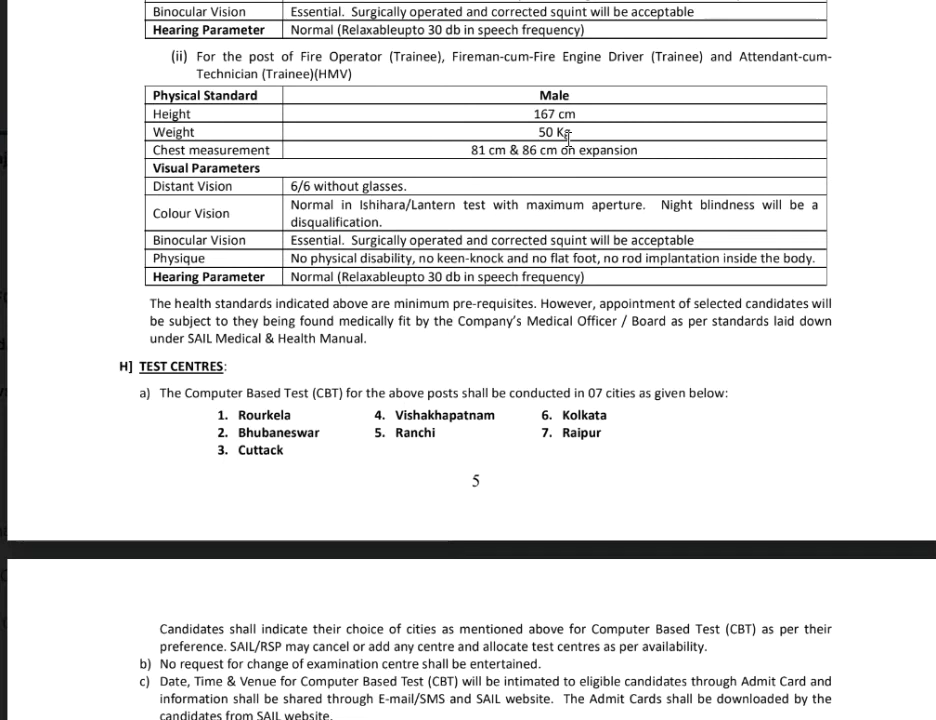 Binocular Vision Essential. Surgically operated and corrected squint will be acceptable
Hearing Parameter Normal (Relaxableupto 30 db in speech frequency)
(ii) For the post of Fire Operator (Trainee), Fireman-cum-Fire Engine Driver (Trainee) and Attendant-cum-
Technician (Trainee)(HMV)
Physical Standard Male
Height 167 cm
Weight 50 Kg
Chest measurement 81 cm & 86 cm on expansion
Visual Parameters
Distant Vision 6/6 without glasses.
Colour Vision Normal in Ishihara/Lantern test with maximum aperture. Night blindness will be a
disqualification.
Binocular Vision Essential. Surgically operated and corrected squint will be acceptable
Physique No physical disability, no keen-knock and no flat foot, no rod implantation inside the body.
Hearing Parameter Normal (Relaxableupto 30 db in speech frequency)
The health standards indicated above are minimum pre-requisites. However, appointment of selected candidates will
be subject to they being found medically fit by the Company's Medical Officer / Board as per standards laid down
under SAIL Medical & Health Manual.
H] TEST CENTRES:
a) The Computer Based Test (CBT) for the above posts shall be conducted in 07 cities as given below:
1. Rourkela 4. Vishakhapatnam 6. Kolkata
2. Bhubaneswar 5. Ranchi 7. Raipur
3. Cuttack
5
Candidates shall indicate their choice of cities as mentioned above for Computer Based Test (CBT) as per their
preference. SAIL/RSP may cancel or add any centre and allocate test centres as per availability.
b) No request for change of examination centre shall be entertained.
c) Date, Time & Venue for Computer Based Test (CBT) will be intimated to eligible candidates through Admit Card and
information shall be shared through E-mail/SMS and SAIL website. The Admit Cards shall be downloaded by the
candidates from SAIL website.